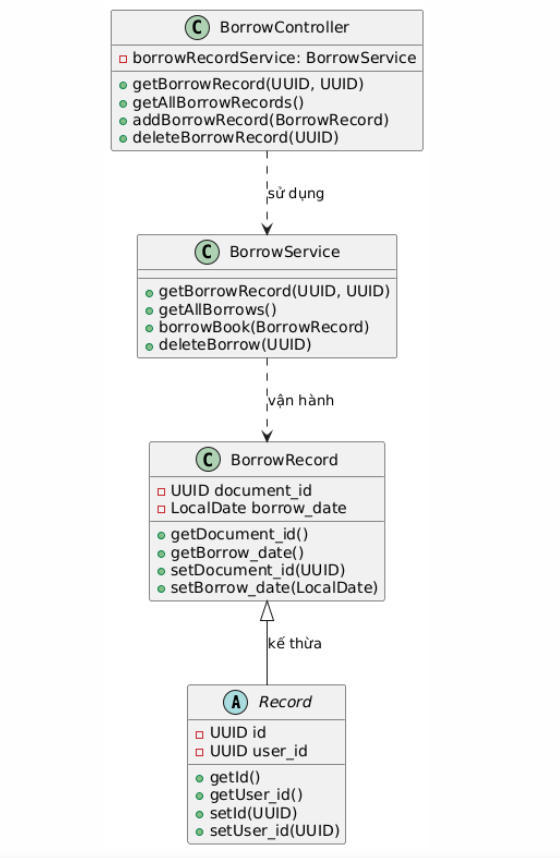 C BorrowController
borrowRecordService: BorrowService
getBorrowRecord(UUID, UUID)
getAllBorrowRecords()
addBorrowRecord(BorrowRecord)
deleteBorrowRecord(UUID)
sử dụng
C BorrowService
getBorrowRecord(UUID, UUID)
getAllBorrows()
borrowBook(BorrowRecord)
deleteBorrow(UUID)
vận hành
C BorrowRecord
UUID document_id
LocalDate borrow_date
getDocument_id()
getBorrow_date()
setDocument_id(UUID)
setBorrow_date(LocalDate)
kế thừa
A Record
UUID id
UUID user_id
getId()
getUser_id()
setId(UUID)
setUser_id(UUID)